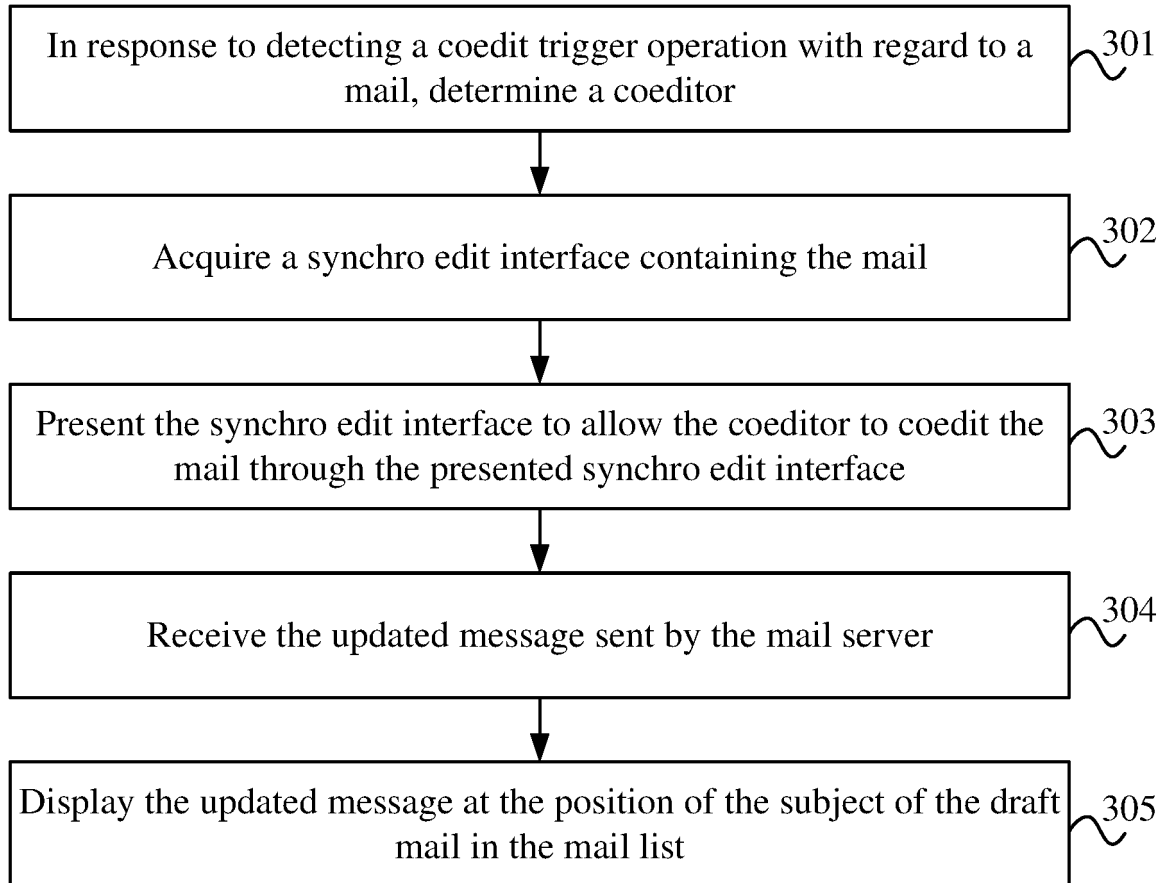 In response to detecting a coedit trigger operation with regard to a
mail, determine a coeditor
301
Acquire a synchro edit interface containing the mail
302
Present the synchro edit interface to allow the coeditor to coedit the
mail through the presented synchro edit interface
303
Receive the updated message sent by the mail server
304
Display the updated message at the position of the subject of the draft
mail in the mail list
305